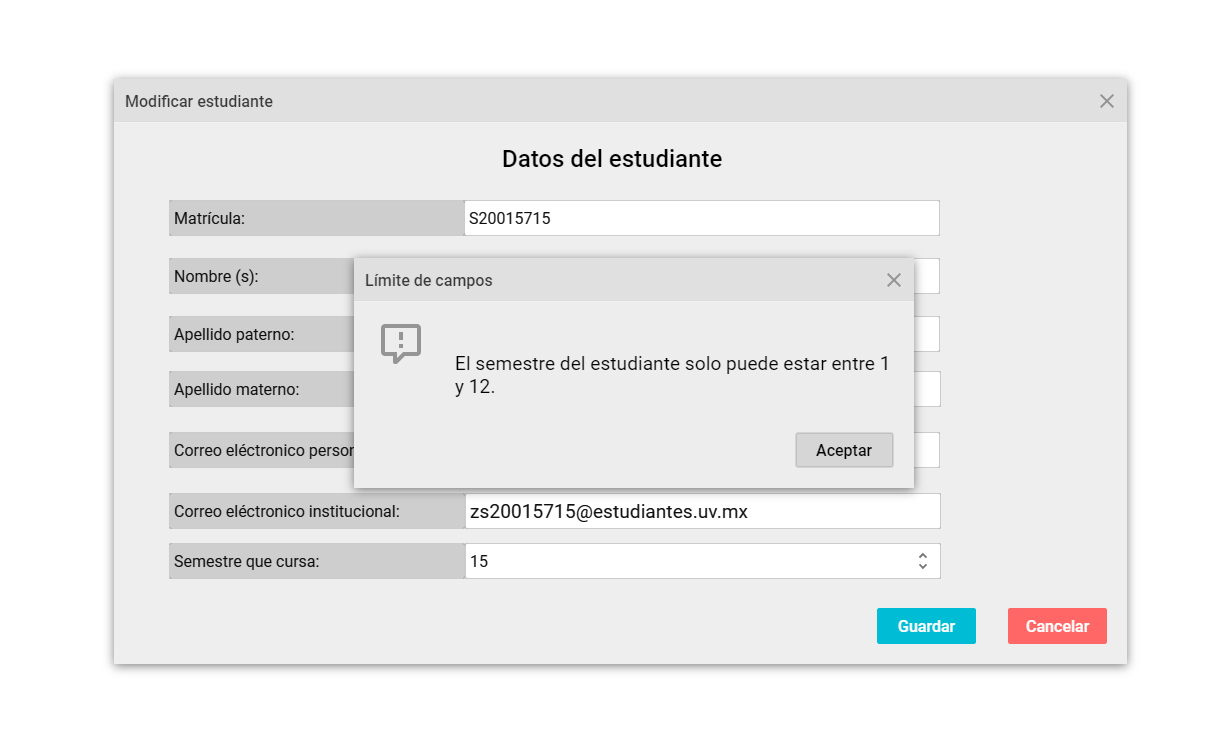 Modificar estudiante
Datos del estudiante
Matrícula:
S20015715
Nombre (s):
Límite de campos
Apellido paterno:
El semestre del estudiante solo puede estar entre 1
y 12.
Apellido materno:
Correo eléctronico
Aceptar
Correo eléctronico institucional:
zs20015715@estudiantes.uv.mx
Semestre que cursa:
15
Guardar
Cancelar